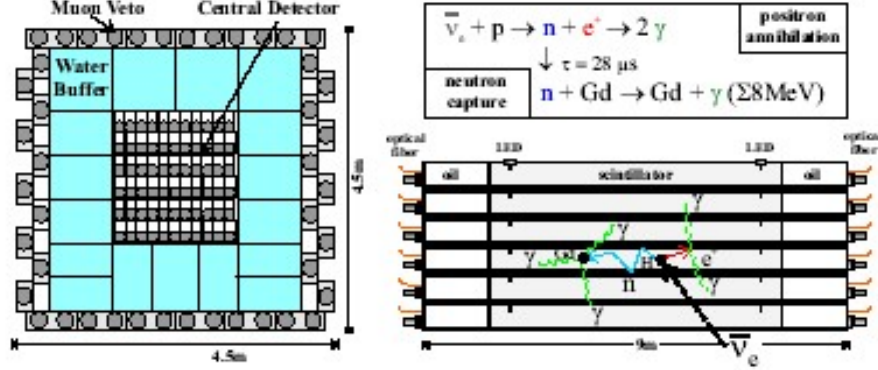 Muon Veto
Central Detector
Water
Buffer
4.5m
4.5m
ν̅e + p → n + e⁺ → 2 γ
positron
annihilation
↓ τ = 28 μs
neutron
capture
n + Gd → Gd + γ (Σ8MeV)
optical
fiber
LED
LED
optical
fiber
oil
scintillator
oil
γ
γ
γ
Gd
H
e⁺
n
γ
γ
9m
ν̅e